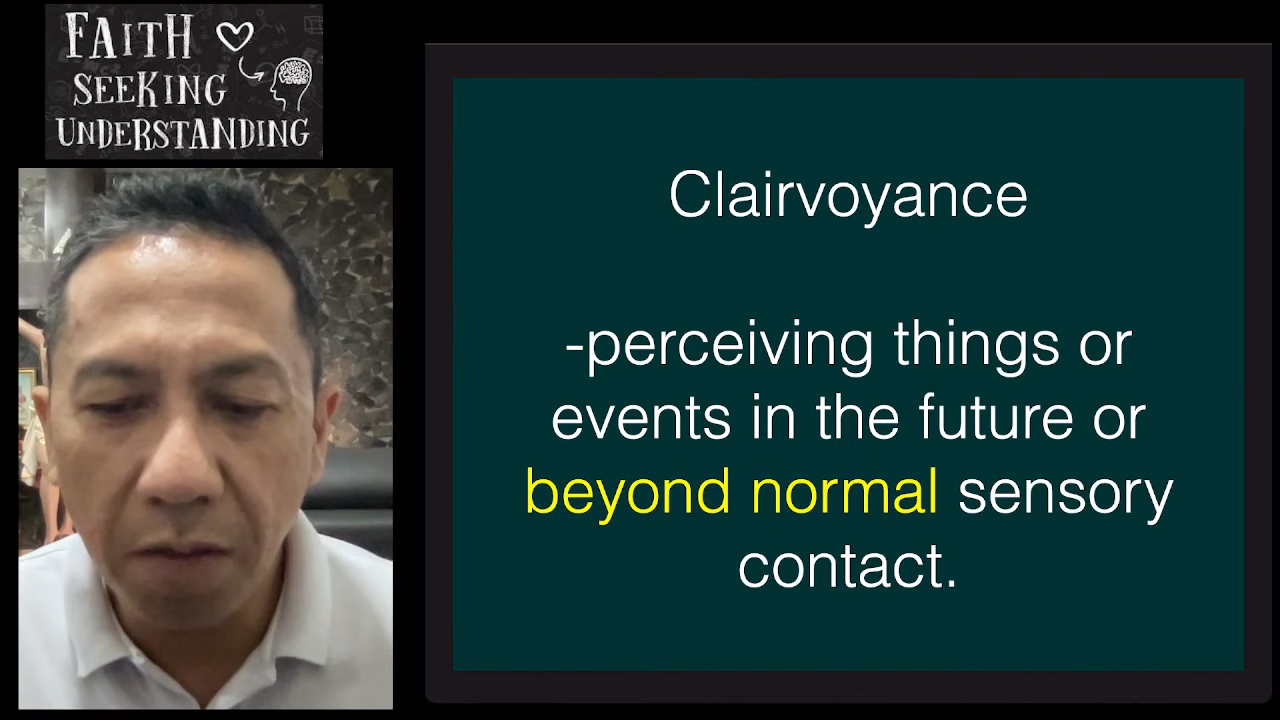 FAITH
SEEKING
UNDERSTANDING
Clairvoyance
-perceiving things or
events in the future or
beyond normal sensory
contact.